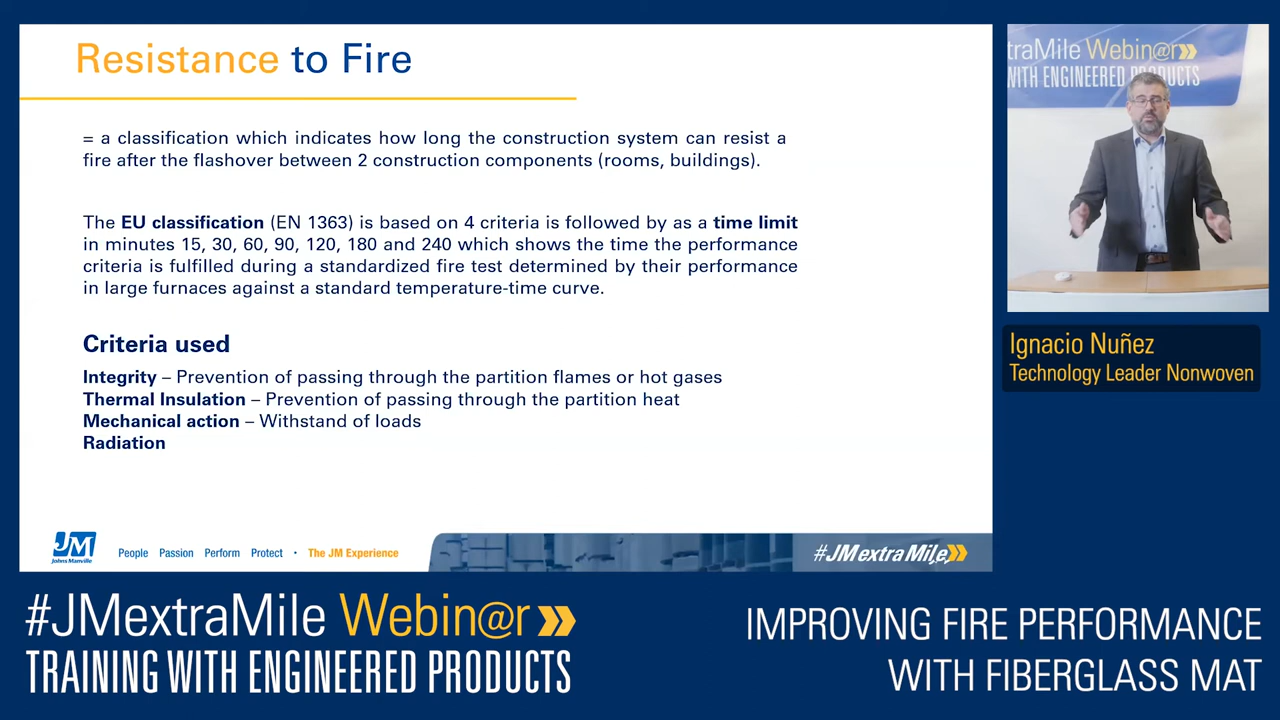 Resistance to Fire
= a classification which indicates how long the construction system can resist a
fire after the flashover between 2 construction components (rooms, buildings).
The EU classification (EN 1363) is based on 4 criteria is followed by as a time limit
in minutes 15, 30, 60, 90, 120, 180 and 240 which shows the time the performance
criteria is fulfilled during a standardized fire test determined by their performance
in large furnaces against a standard temperature-time curve.
Criteria used
Integrity – Prevention of passing through the partition flames or hot gases
Thermal Insulation – Prevention of passing through the partition heat
Mechanical action – Withstand of loads
Radiation
JM
Johns Manville
People Passion Perform Protect • The JM Experience
#JMextraMile
traMile Webin@r
WITH ENGINEERED PRODUCTS
Ignacio Nuñez
Technology Leader Nonwoven
#JMextraMile Webin@r
TRAINING WITH ENGINEERED PRODUCTS
IMPROVING FIRE PERFORMANCE
WITH FIBERGLASS MAT